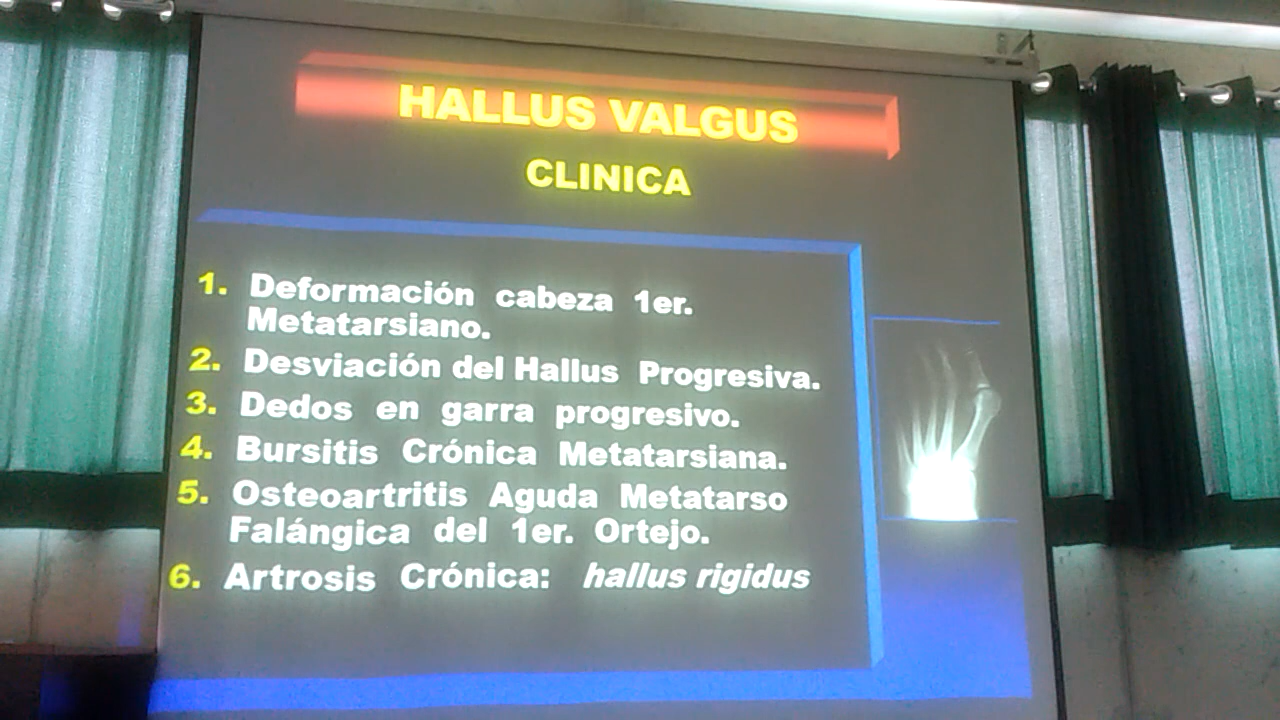 HALLUS VALGUS
CLINICA
1. Deformación cabeza 1er.
Metatarsiano.
2. Desviación del Hallus Progresiva.
3. Dedos en garra progresivo.
4. Bursitis Crónica Metatarsiana.
5. Osteoartritis Aguda Metatarso
Falángica del 1er. Ortejo.
6. Artrosis Crónica: hallus rigidus